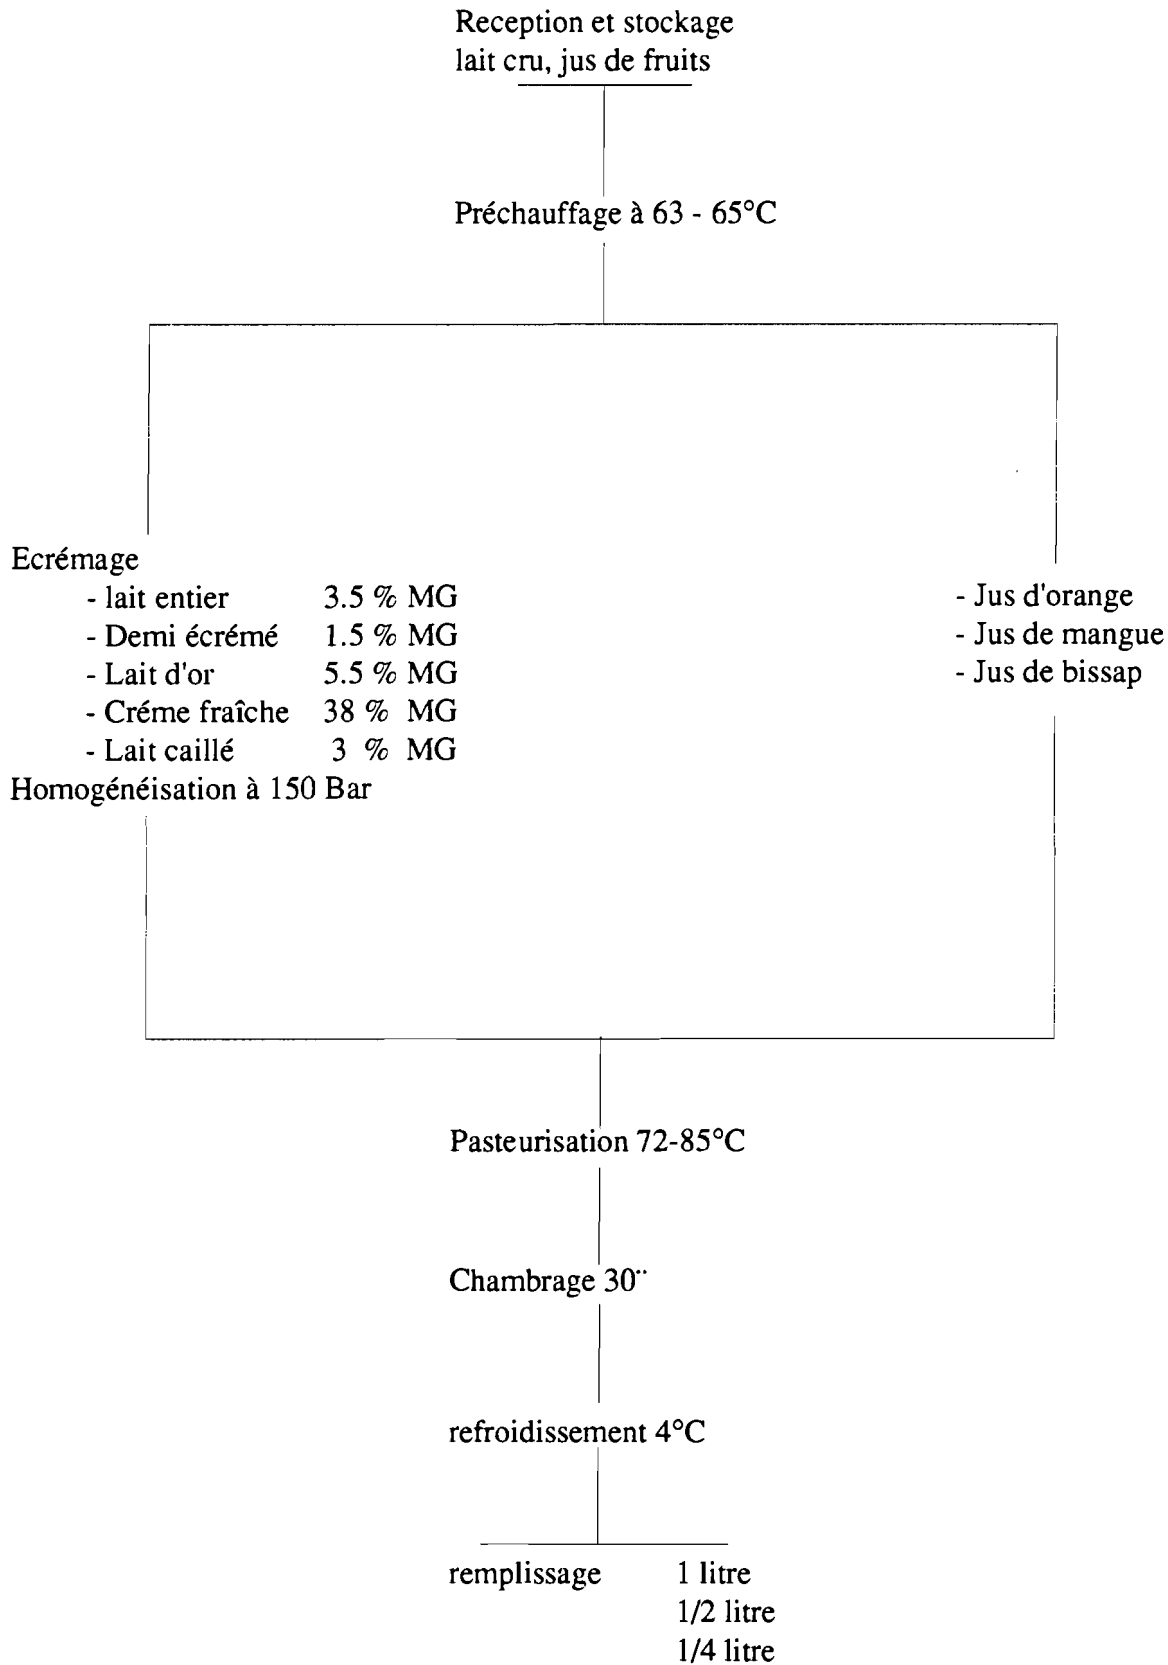 Reception et stockage
lait cru, jus de fruits
Préchauffage à 63 - 65°C
Ecrémage
- lait entier 3.5 % MG
- Demi écrémé 1.5 % MG
- Lait d'or 5.5 % MG
- Créme fraîche 38 % MG
- Lait caillé 3 % MG
Homogénéisation à 150 Bar
- Jus d'orange
- Jus de mangue
- Jus de bissap
Pasteurisation 72-85°C
Chambrage 30¨
refroidissement 4°C
remplissage 1 litre
1/2 litre
1/4 litre